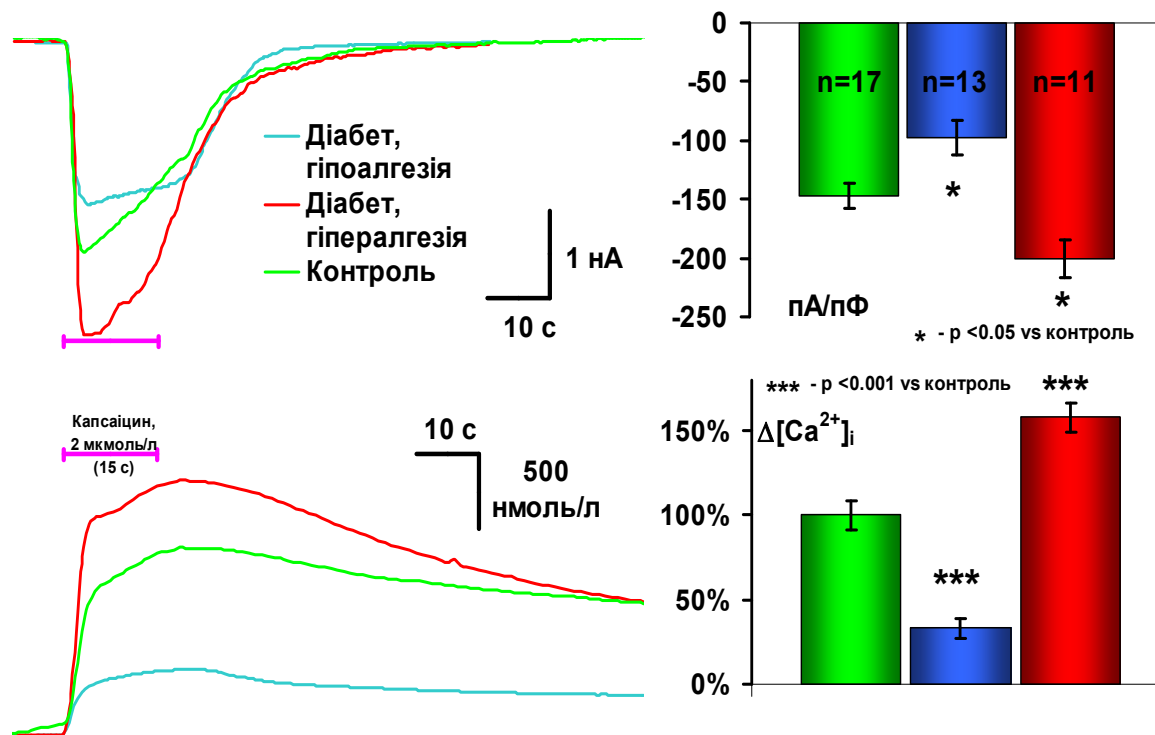 Діабет,
гіпоалгезія
Діабет,
гіпералгезія
Контроль
1 нА
10 с
0
-50
-100
-150
-200
-250
n=17
n=13
n=11
*
*
пА/пФ
* - p <0.05 vs контроль
Капсаіцин,
2 мкмоль/л
(15 с)
10 с
500
нмоль/л
*** - p <0.001 vs контроль
***
Δ[Ca²⁺]ᵢ
150%
100%
50%
0%
***